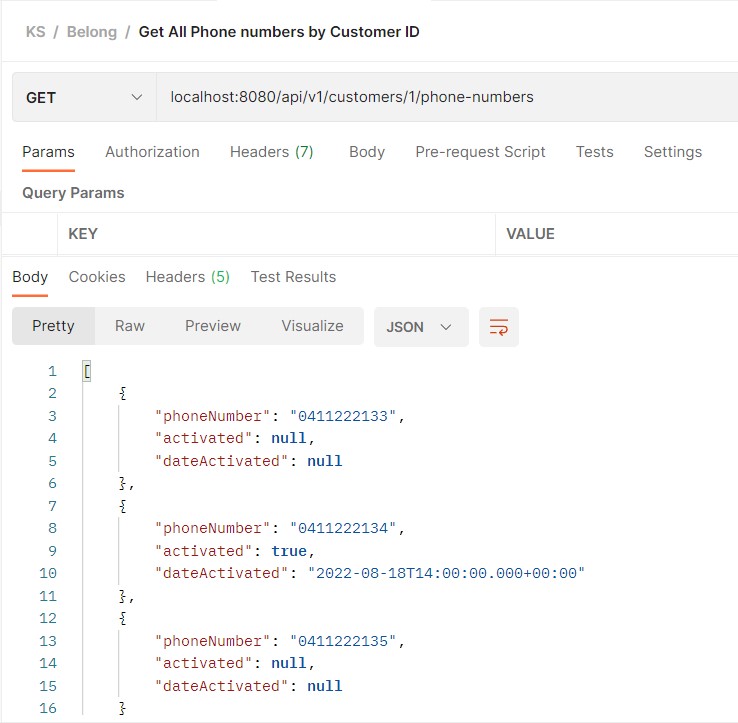 KS / Belong / Get All Phone numbers by Customer ID
GET localhost:8080/api/v1/customers/1/phone-numbers
Params Authorization Headers (7) Body Pre-request Script Tests Settings
Query Params
KEY VALUE
Body Cookies Headers (5) Test Results
Pretty Raw Preview Visualize JSON
1 [
2 {
3 "phoneNumber": "0411222133",
4 "activated": null,
5 "dateActivated": null
6 },
7 {
8 "phoneNumber": "0411222134",
9 "activated": true,
10 "dateActivated": "2022-08-18T14:00:00.000+00:00"
11 },
12 {
13 "phoneNumber": "0411222135",
14 "activated": null,
15 "dateActivated": null
16 }